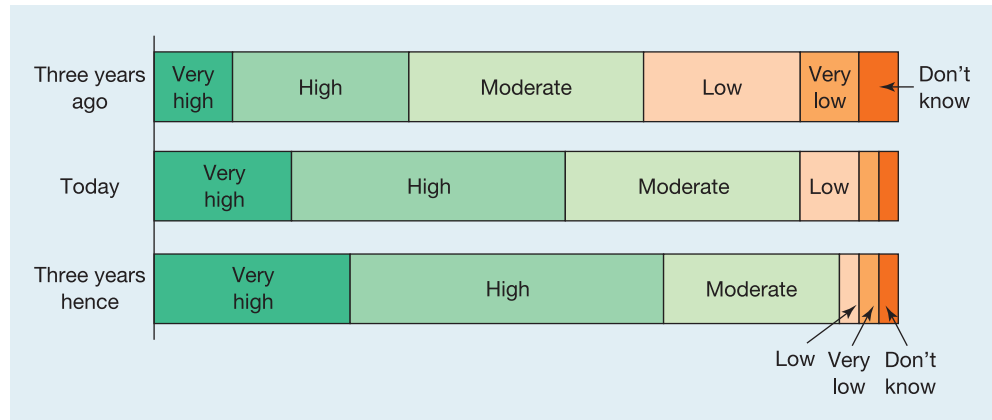 Three years
ago
Very
high
High
Moderate
Low
Very
low
Don't
know
Today
Very
high
High
Moderate
Low
Three years
hence
Very
high
High
Moderate
Low
Very
low
Don't
know